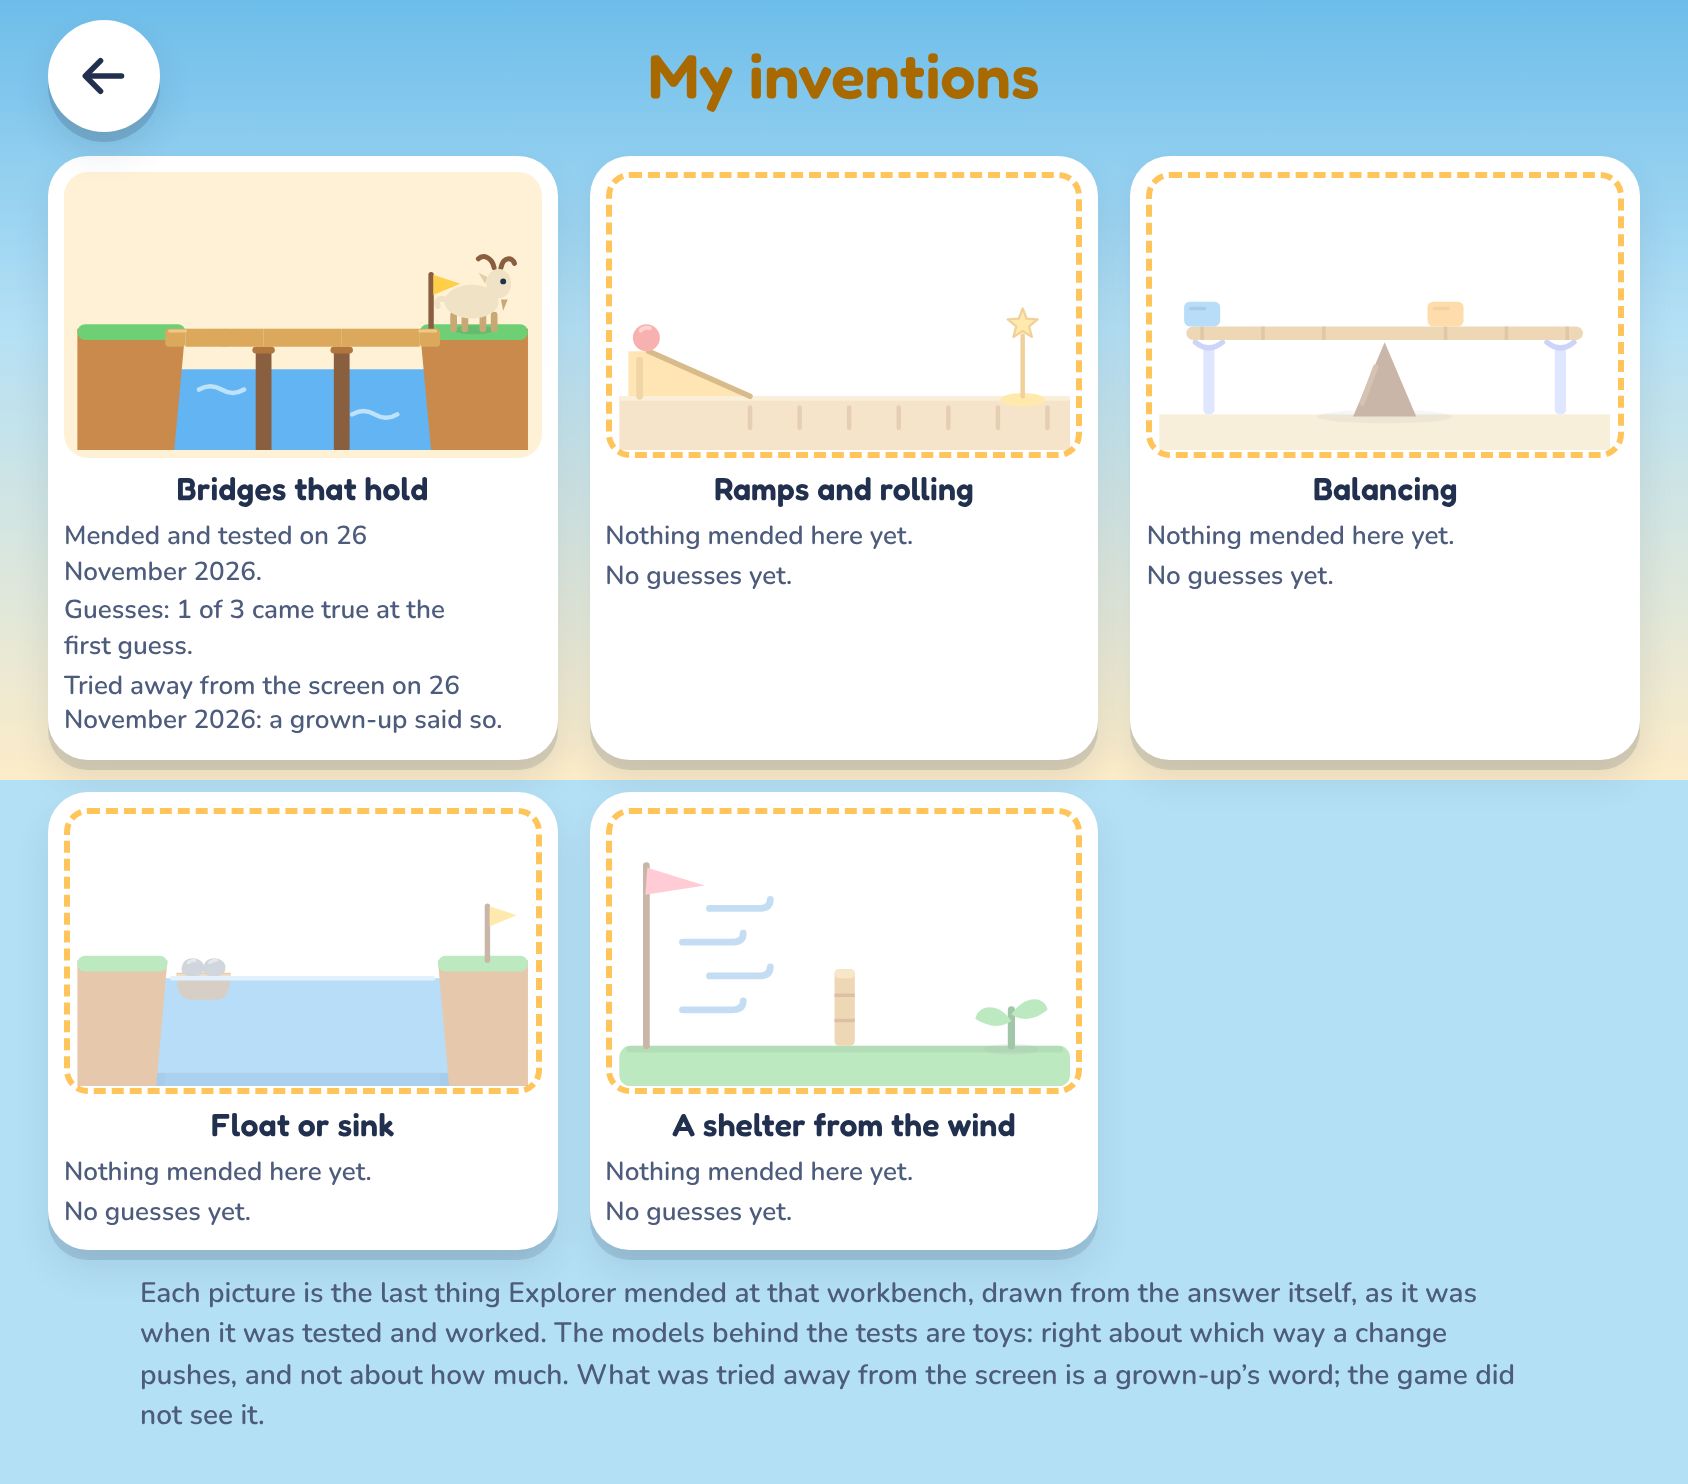 My inventions
Bridges that hold
Mended and tested on 26
November 2026.
Guesses: 1 of 3 came true at the
first guess.
Tried away from the screen on 26
November 2026: a grown-up said so.
Ramps and rolling
Nothing mended here yet.
No guesses yet.
Balancing
Nothing mended here yet.
No guesses yet.
Float or sink
Nothing mended here yet.
No guesses yet.
A shelter from the wind
Nothing mended here yet.
No guesses yet.
Each picture is the last thing Explorer mended at that workbench, drawn from the answer itself, as it was
when it was tested and worked. The models behind the tests are toys: right about which way a change
pushes, and not about how much. What was tried away from the screen is a grown-up’s word; the game did
not see it.